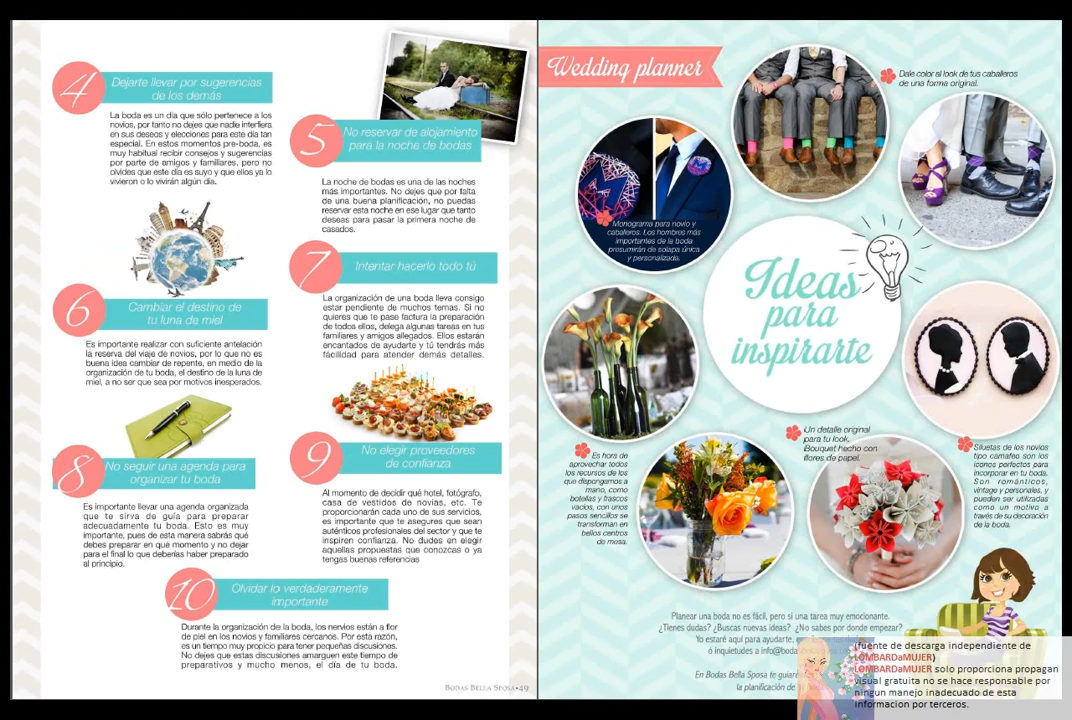 4
Dejarte llevar por sugerencias
de los demás
La boda es un día que sólo pertenece a los
novios, por tanto no dejes que nadie interfiera
en sus deseos y elecciones para este día tan
especial. En estos momentos pre-boda, es
muy habitual recibir consejos y sugerencias
por parte de amigos y familiares, pero no
olvides que este día es suyo y que ellos ya lo
vivieron o lo vivirán algún día.
5
No reservar de alojamiento
para la noche de bodas
La noche de bodas es una de las noches
más importantes. No dejes que por falta
de una buena planificación, no puedas
reservar esta noche en ese lugar que tanto
deseas para pasar la primera noche de
casados.
6
Cambiar el destino de
tu luna de miel
Es importante realizar con suficiente antelación
la reserva del viaje de novios, por lo que no es
buena idea cambiar de repente, en medio de la
organización de tu boda, el destino de la luna de
miel, a no ser que sea por motivos inesperados.
7
Intentar hacerlo todo tú
La organización de una boda lleva consigo
estar pendiente de muchos temas. Si no
quieres que te pase factura la preparación
de todos ellos, delega algunas tareas en tus
familiares y amigos allegados. Ellos estarán
encantados de ayudarte y tú tendrás más
facilidad para atender demás detalles.
8
No seguir una agenda para
organizar tu boda
Es importante llevar una agenda organizada
que te sirva de guía para preparar
adecuadamente tu boda. Esto es muy
importante, pues de esta manera sabrás qué
debes preparar en qué momento y no dejar
para el final lo que deberías haber preparado
al principio.
9
No elegir proveedores
de confianza
Al momento de decidir qué hotel, fotógrafo,
casa de vestidos de novias, etc. Te
proporcionarán cada uno de sus servicios,
es importante que te asegures que sean
auténticos profesionales del sector y que te
inspiren confianza. No dudes en elegir
aquellas propuestas que conozcas o ya
tengas buenas referencias
10
Olvidar lo verdaderamente
importante
Durante la organización de la boda, los nervios están a flor
de piel en los novios y familiares cercanos. Por esta razón,
es un tiempo muy propicio para tener pequeñas discusiones.
No dejes que estas discusiones amarguen este tiempo de
preparativos y mucho menos, el día de tu boda.
Bodas Bella Sposa•49
Wedding planner
Dale color al look de tus caballeros
de una forma original.
Monograma para novio y
caballeros. Los hombres más
importantes de la boda
presumirán de solapa única
y personalizada.
Ideas
para
inspirarte
Es hora de
aprovechar todos
los recursos de los
que dispongamos a
mano, como
botellas y frascos
vacíos, con unos
pasos sencillos se
transforman en
bellos centros
de mesa.
Un detalle original
para tu look,
Bouquet hecho con
flores de papel.
Siluetas de los novios
tipo camafeo son los
iconos perfectos para
incorporar en tu boda.
Son románticos,
vintage y personales, y
pueden ser utilizadas
como un motivo a
través de su decoración
de la boda.
Planear una boda no es fácil, pero si una tarea muy emocionante.
¿Tienes dudas? ¿Buscas nuevas ideas? ¿No sabes por donde empezar?
Yo estaré aquí para ayudarte,
ó inquietudes a info@boda
En Bodas Bella Sposa te guiaré
la planificación de
(fuente de descarga independiente de
LOMBARDaMUJER)
LOMBARDaMUJER solo proporciona propagan
visual gratuita no se hace responsable por
ningun manejo inadecuado de esta
informacion por terceros.